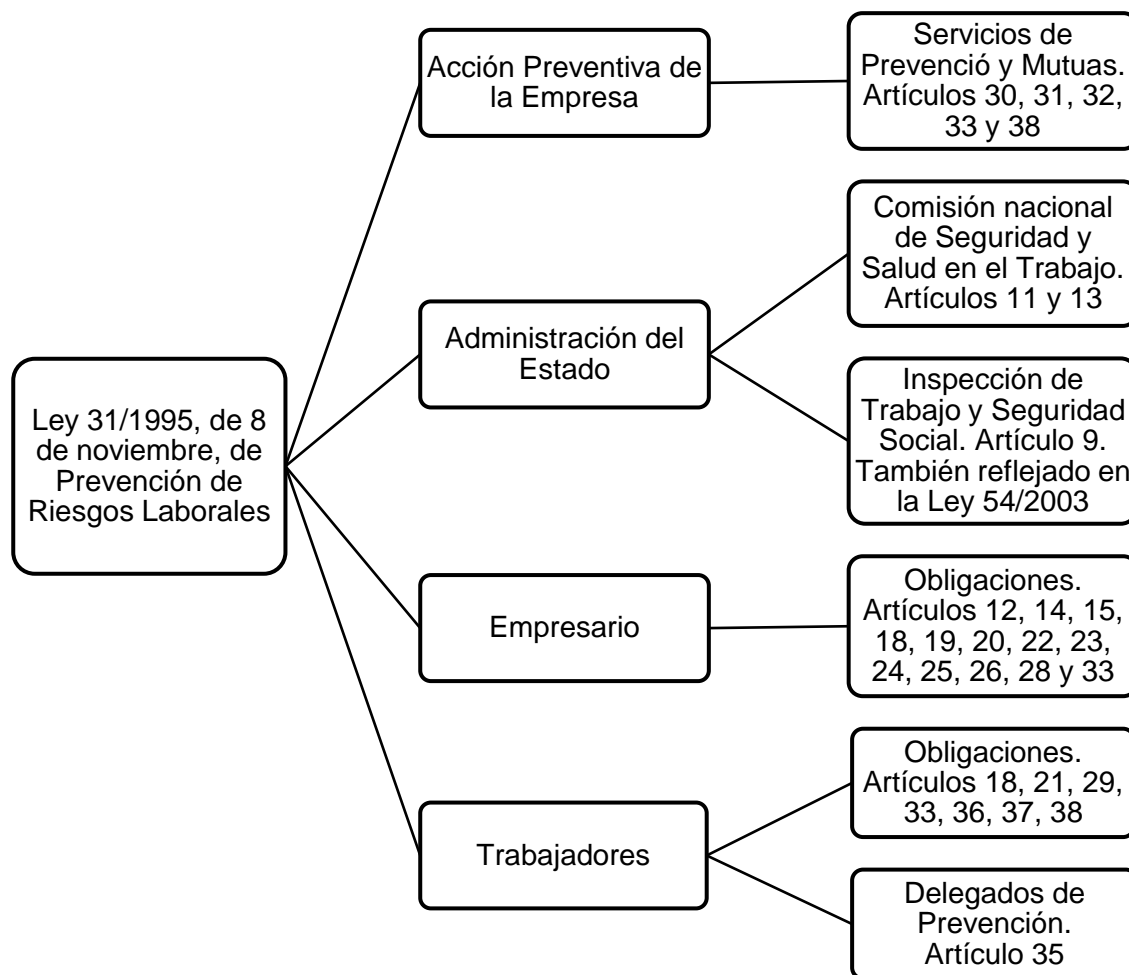 Ley 31/1995, de 8
de noviembre, de
Prevención de
Riesgos Laborales
Acción Preventiva de
la Empresa
Servicios de
Prevenció y Mutuas.
Artículos 30, 31, 32,
33 y 38
Administración del
Estado
Comisión nacional
de Seguridad y
Salud en el Trabajo.
Artículos 11 y 13
Inspección de
Trabajo y Seguridad
Social. Artículo 9.
También reflejado en
la Ley 54/2003
Empresario
Obligaciones.
Artículos 12, 14, 15,
18, 19, 20, 22, 23,
24, 25, 26, 28 y 33
Trabajadores
Obligaciones.
Artículos 18, 21, 29,
33, 36, 37, 38
Delegados de
Prevención.
Artículo 35